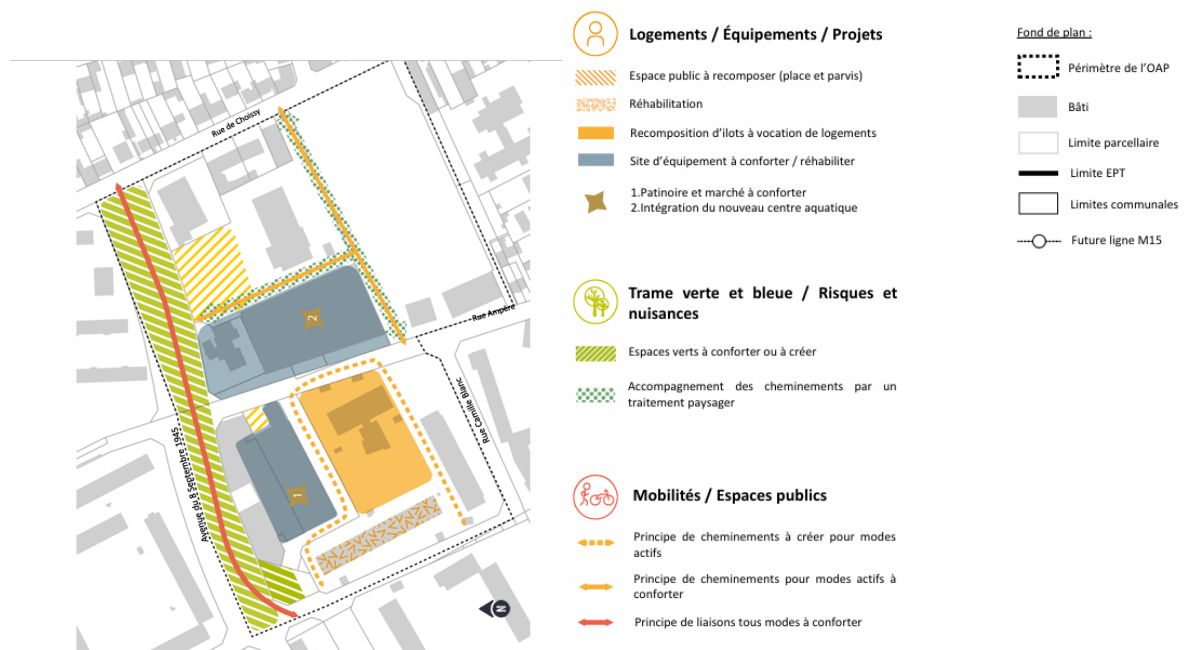 Rue de Choissy
Rue Ampère
Rue Camille Blanc
Avenue du 8 Septembre 1945
2
1
N
Logements / Équipements / Projets
Espace public à recomposer (place et parvis)
Réhabilitation
Recomposition d'ilots à vocation de logements
Site d'équipement à conforter / réhabiliter
1.Patinoire et marché à conforter
2.Intégration du nouveau centre aquatique
Trame verte et bleue / Risques et
nuisances
Espaces verts à conforter ou à créer
Accompagnement des cheminements par un
traitement paysager
Mobilités / Espaces publics
Principe de cheminements à créer pour modes
actifs
Principe de cheminements pour modes actifs à
conforter
Principe de liaisons tous modes à conforter
Fond de plan :
Périmètre de l'OAP
Bâti
Limite parcellaire
Limite EPT
Limites communales
Future ligne M15